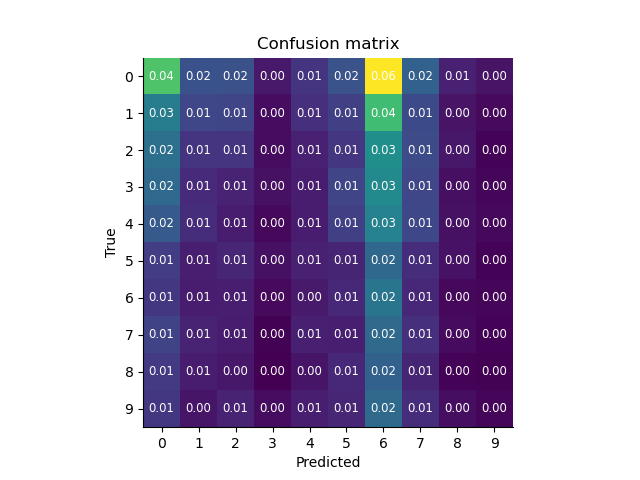 Confusion matrix
True
0 0.04 0.02 0.02 0.00 0.01 0.02 0.06 0.02 0.01 0.00
1 0.03 0.01 0.01 0.00 0.01 0.01 0.04 0.01 0.00 0.00
2 0.02 0.01 0.01 0.00 0.01 0.01 0.03 0.01 0.00 0.00
3 0.02 0.01 0.01 0.00 0.01 0.01 0.03 0.01 0.00 0.00
4 0.02 0.01 0.01 0.00 0.01 0.01 0.03 0.01 0.00 0.00
5 0.01 0.01 0.01 0.00 0.01 0.01 0.02 0.01 0.00 0.00
6 0.01 0.01 0.01 0.00 0.00 0.01 0.02 0.01 0.00 0.00
7 0.01 0.01 0.01 0.00 0.01 0.01 0.02 0.01 0.00 0.00
8 0.01 0.01 0.00 0.00 0.00 0.01 0.02 0.01 0.00 0.00
9 0.01 0.00 0.01 0.00 0.01 0.01 0.02 0.01 0.00 0.00
0 1 2 3 4 5 6 7 8 9
Predicted